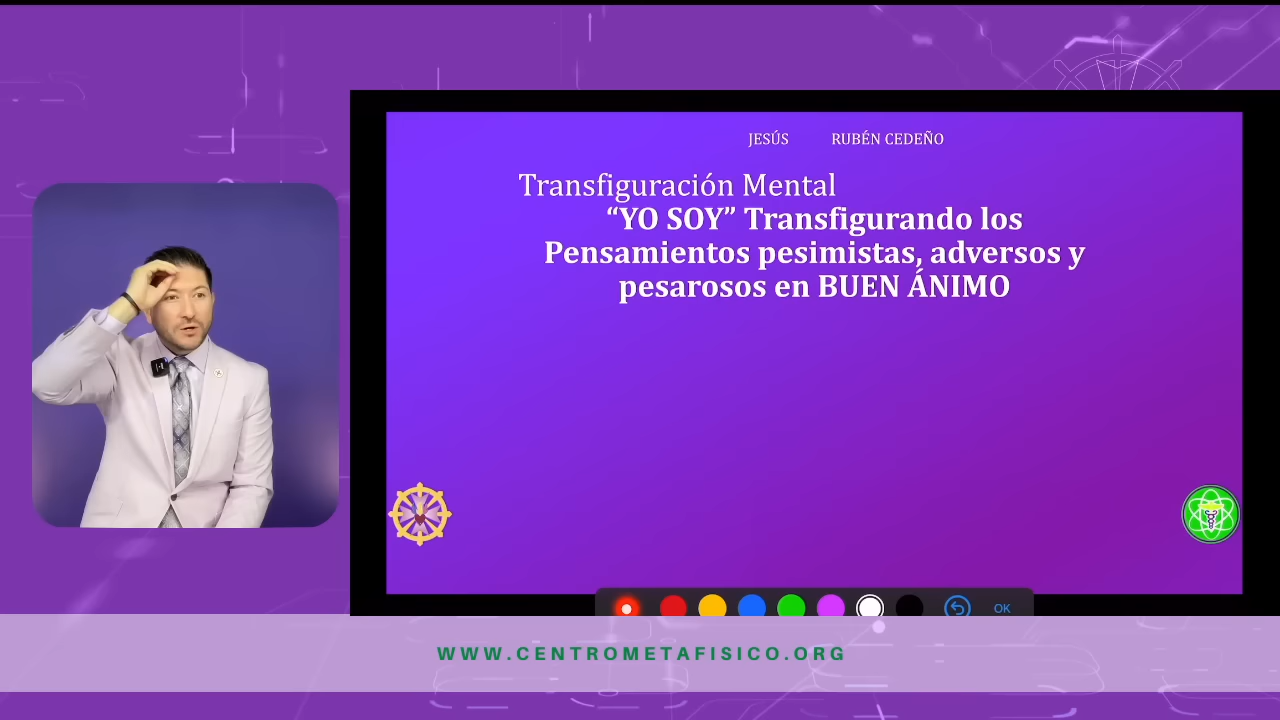 JESÚS RUBÉN CEDEÑO
Transfiguración Mental
“YO SOY” Transfigurando los
Pensamientos pesimistas, adversos y
pesarosos en BUEN ÁNIMO
OK
WWW.CENTROMETAFISICO.ORG